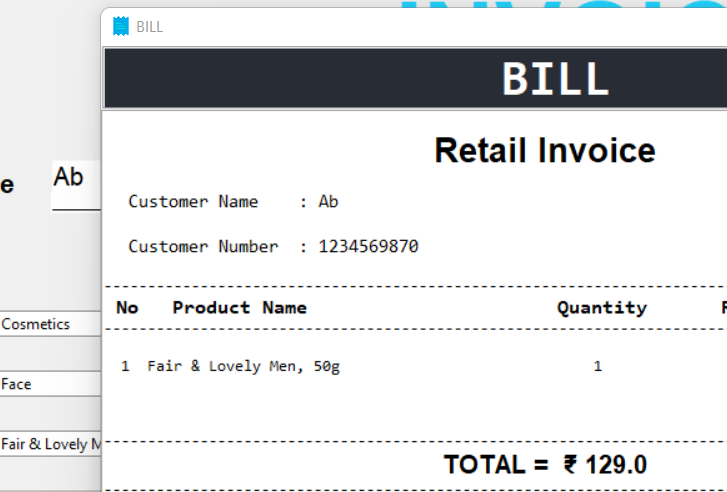 BILL
BILL
Retail Invoice
e Ab
Customer Name : Ab
Customer Number : 1234569870
No Product Name Quantity
Cosmetics
1 Fair & Lovely Men, 50g 1
Face
Fair & Lovely M
TOTAL = ₹ 129.0